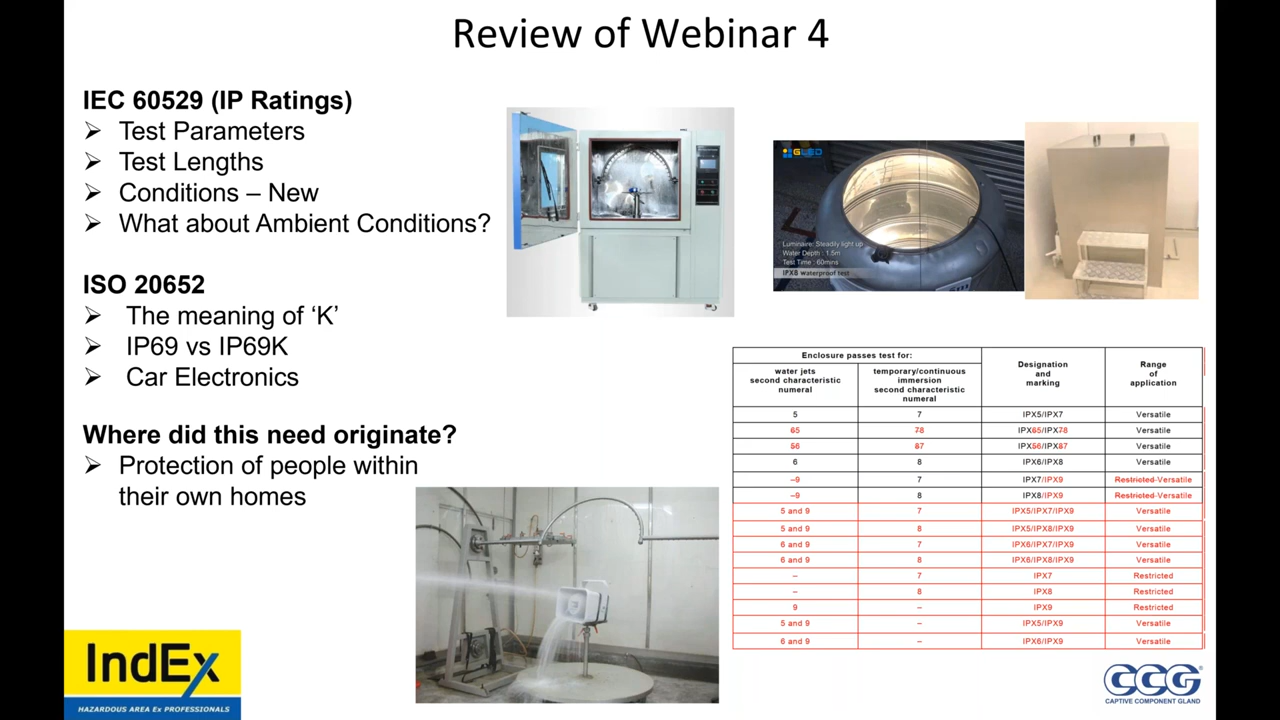 Review of Webinar 4
IEC 60529 (IP Ratings)
➢ Test Parameters
➢ Test Lengths
➢ Conditions – New
➢ What about Ambient Conditions?
ISO 20652
➢ The meaning of ‘K’
➢ IP69 vs IP69K
➢ Car Electronics
Where did this need originate?
➢ Protection of people within
their own homes
GLED
Luminaire: Steadily light up
Water Depth : 1.5m
Test Time : 60mins
IPX8 waterproof test
Enclosure passes test for:
water jets
second characteristic
numeral
temporary/continuous
immersion
second characteristic
numeral
Designation
and
marking
Range
of
application
5 7 IPX5/IPX7 Versatile
65 78 IPX65/IPX78 Versatile
56 87 IPX56/IPX87 Versatile
6 8 IPX6/IPX8 Versatile
–9 7 IPX7/IPX9 Restricted Versatile
–9 8 IPX8/IPX9 Restricted Versatile
5 and 9 7 IPX5/IPX7/IPX9 Versatile
5 and 9 8 IPX5/IPX8/IPX9 Versatile
6 and 9 7 IPX6/IPX7/IPX9 Versatile
6 and 9 8 IPX6/IPX8/IPX9 Versatile
– 7 IPX7 Restricted
– 8 IPX8 Restricted
9 – IPX9 Restricted
5 and 9 – IPX5/IPX9 Versatile
6 and 9 – IPX6/IPX9 Versatile
IndEx
HAZARDOUS AREA Ex PROFESSIONALS
CCG®
CAPTIVE COMPONENT GLAND